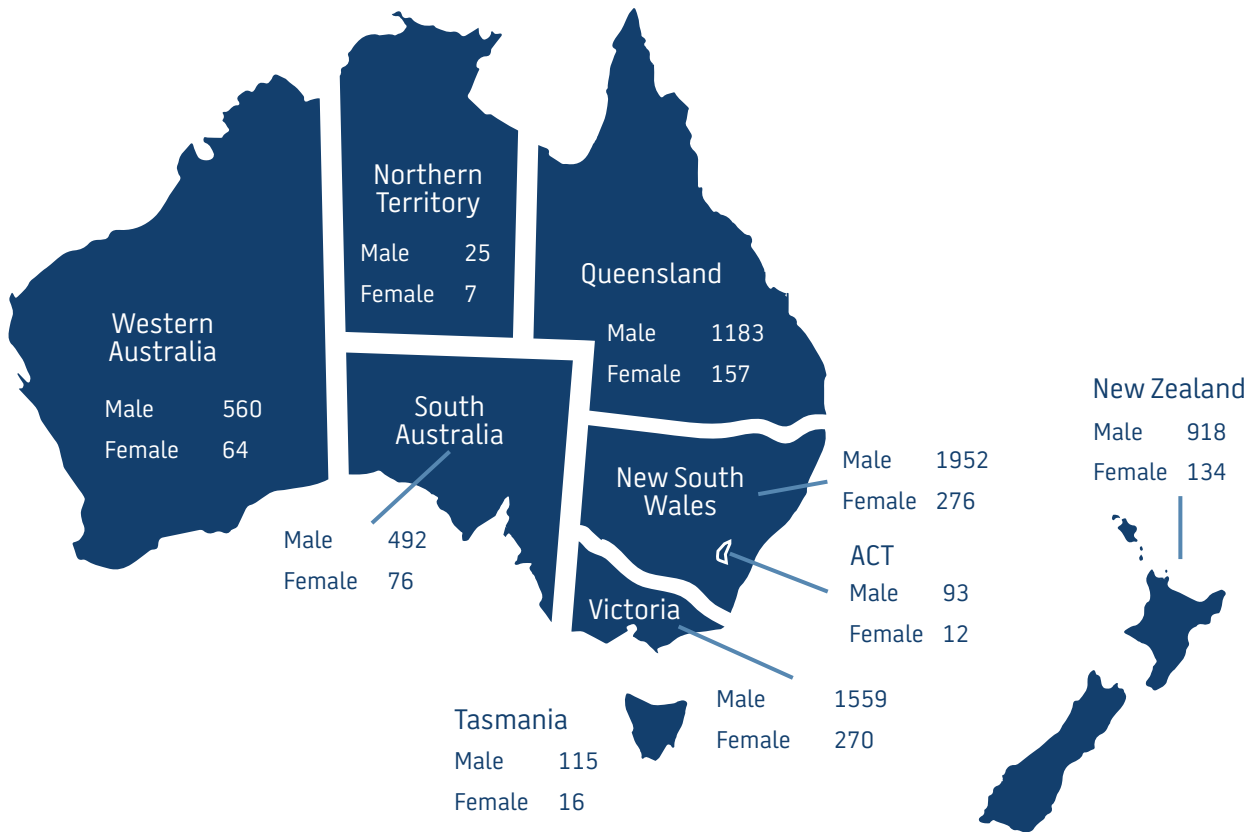 Northern
Territory
Male 25
Female 7
Queensland
Male 1183
Female 157
Western
Australia
Male 560
Female 64
South
Australia
Male 492
Female 76
New South
Wales
Male 1952
Female 276
ACT
Male 93
Female 12
Victoria
Male 1559
Female 270
Tasmania
Male 115
Female 16
New Zealand
Male 918
Female 134